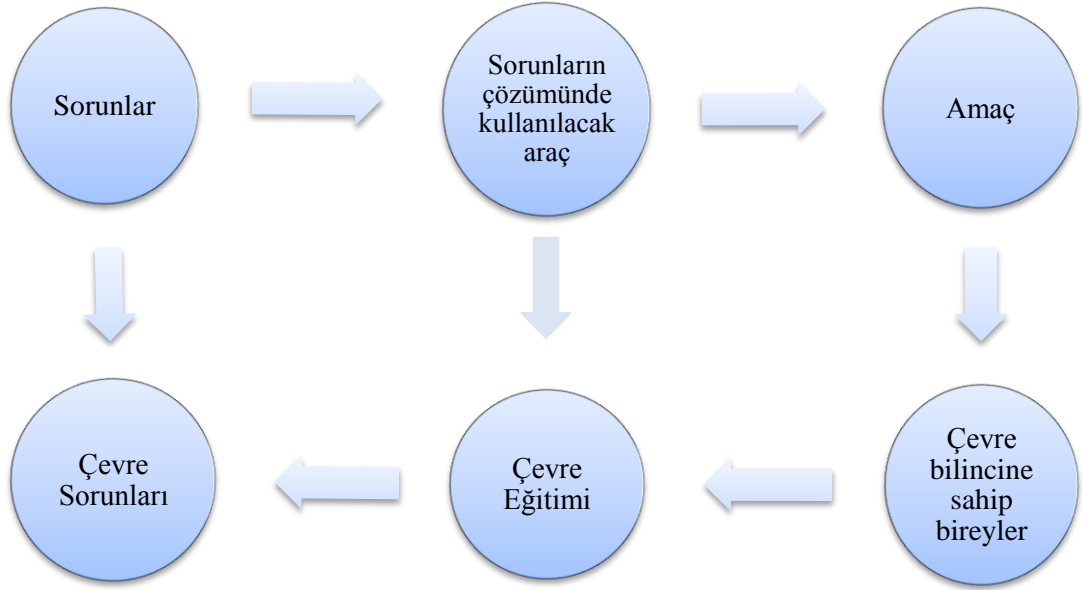 Sorunlar
Sorunların
çözümünde
kullanılacak
araç
Amaç
Çevre
Sorunları
Çevre
Eğitimi
Çevre
bilincine
sahip
bireyler